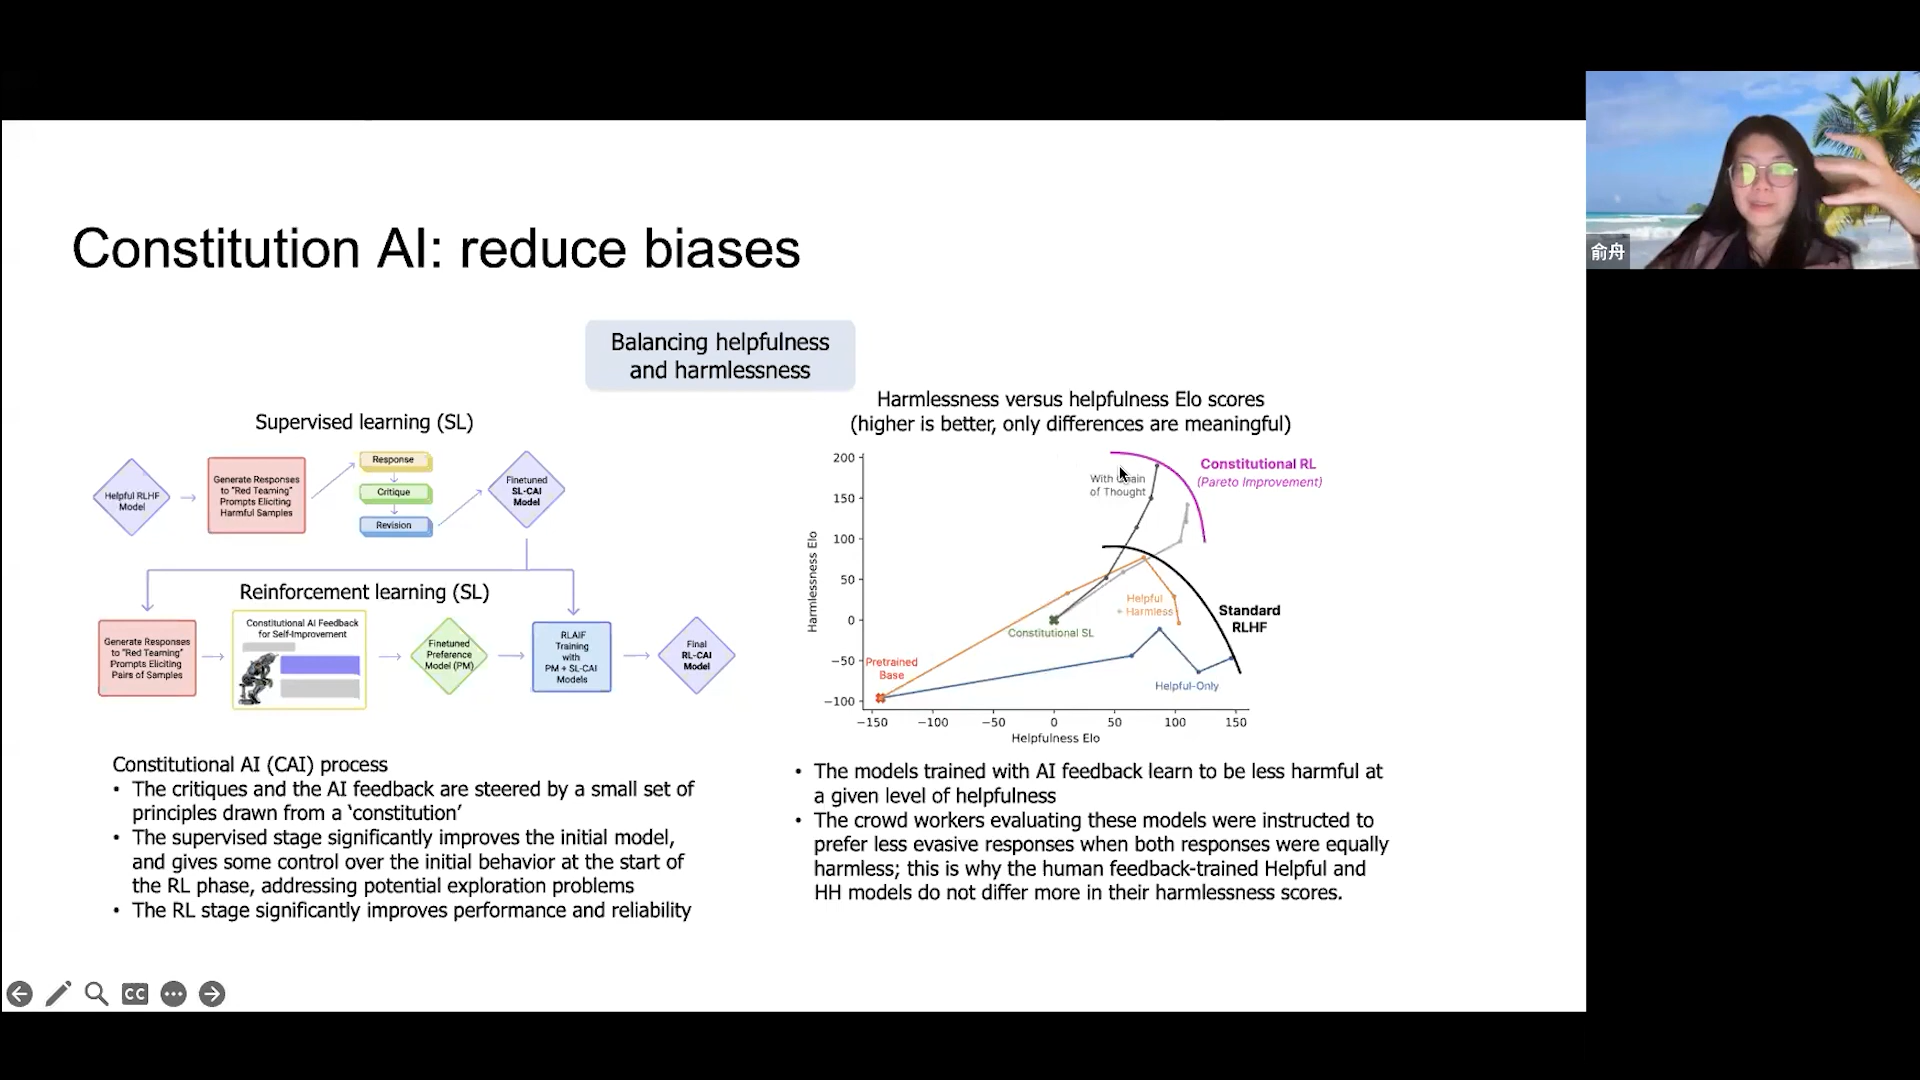 Constitution AI: reduce biases
Balancing helpfulness
and harmlessness
Supervised learning (SL)
Helpful RLHF
Model
Generate Responses
to "Red Teaming"
Prompts Eliciting
Harmful Samples
Response
Critique
Revision
Finetuned
SL-CAI
Model
Reinforcement learning (SL)
Generate Responses
to "Red Teaming"
Prompts Eliciting
Pairs of Samples
Constitutional AI Feedback
for Self-Improvement
Finetuned
Preference
Model (PM)
RLAIF
Training
with
PM + SL-CAI
Models
Final
RL-CAI
Model
Constitutional AI (CAI) process
• The critiques and the AI feedback are steered by a small set of
principles drawn from a ‘constitution’
• The supervised stage significantly improves the initial model,
and gives some control over the initial behavior at the start of
the RL phase, addressing potential exploration problems
• The RL stage significantly improves performance and reliability
Harmlessness versus helpfulness Elo scores
(higher is better, only differences are meaningful)
Harmlessness Elo
200
150
100
50
0
−50
−100
−150
−100
−50
0
50
100
150
Helpfulness Elo
With Chain
of Thought
Constitutional RL
(Pareto Improvement)
Standard
RLHF
Helpful
+ Harmless
Constitutional SL
Pretrained
Base
Helpful-Only
• The models trained with AI feedback learn to be less harmful at
a given level of helpfulness
• The crowd workers evaluating these models were instructed to
prefer less evasive responses when both responses were equally
harmless; this is why the human feedback-trained Helpful and
HH models do not differ more in their harmlessness scores.
CC
俞舟